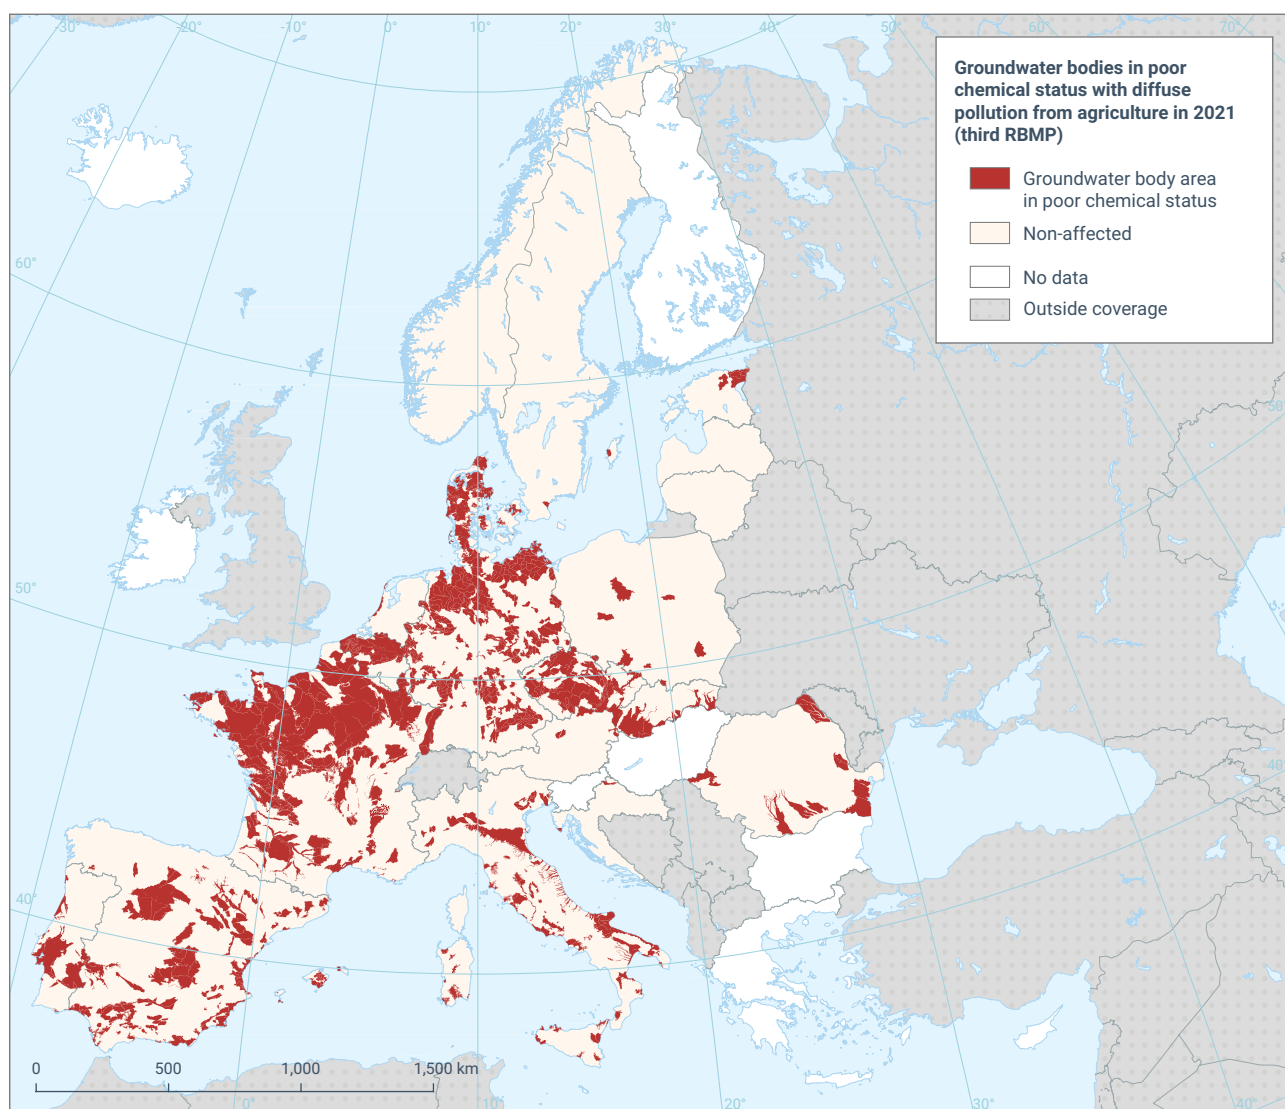 -30°
-20°
-10°
0°
10°
20°
30°
40°
50°
70°
Groundwater bodies in poor
chemical status with diffuse
pollution from agriculture in 2021
(third RBMP)
Groundwater body area
in poor chemical status
Non-affected
No data
Outside coverage
60°
50°
50°
40°
40°
0
500
1,000
1,500 km
0°
10°
20°
30°
40°